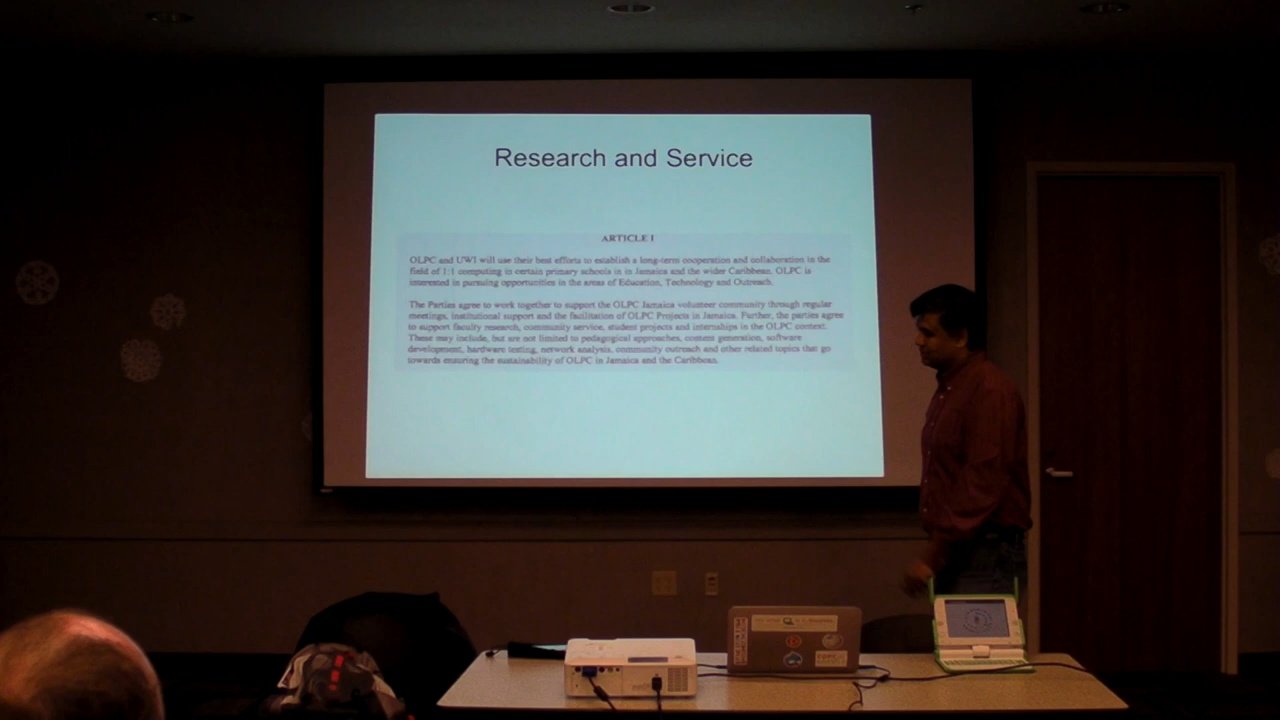 Research and Service
ARTICLE I
OLPC and UWI will use their best efforts to establish a long-term cooperation and collaboration in the
field of 1:1 computing in certain primary schools in in Jamaica and the wider Caribbean. OLPC is
interested in pursuing opportunities in the areas of Education, Technology and Outreach.
The Parties agree to work together to support the OLPC Jamaica volunteer community through regular
meetings, institutional support and the facilitation of OLPC Projects in Jamaica. Further, the parties agree
to support faculty research, community service, student projects and internships in the OLPC context.
These may include, but are not limited to pedagogical approaches, content generation, software
development, hardware testing, network analysis, community outreach and other related topics that go
towards ensuring the sustainability of OLPC in Jamaica and the Caribbean.